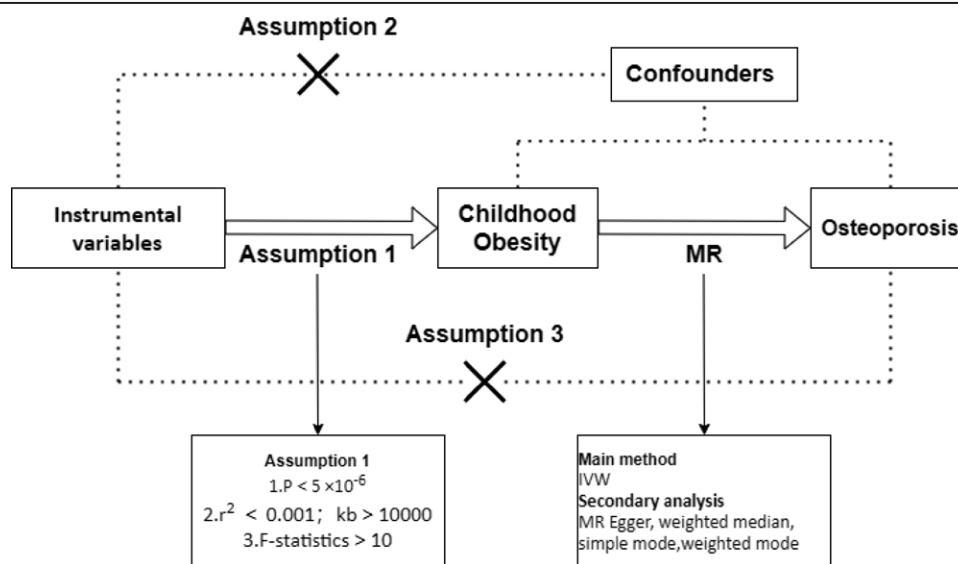 Assumption 2
Confounders
Instrumental
variables
Assumption 1
Childhood
Obesity
MR
Osteoporosis
Assumption 3
Assumption 1
1.P < 5 ×10⁻⁶
2.r² < 0.001; kb > 10000
3.F-statistics > 10
Main method
IVW
Secondary analysis
MR Egger, weighted median,
simple mode,weighted mode